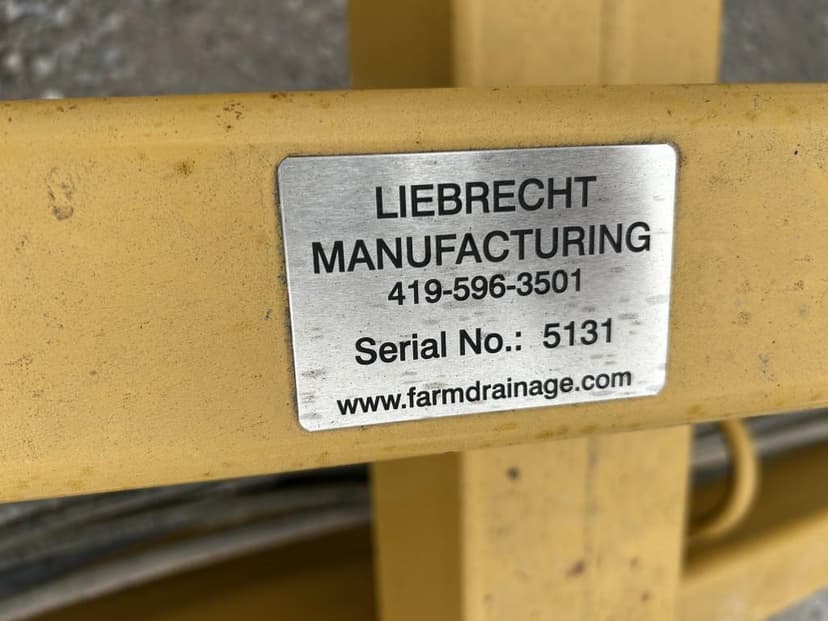 LIEBRECHT
MANUFACTURING
419-596-3501
Serial No.: 5131
www.farmdrainage.com